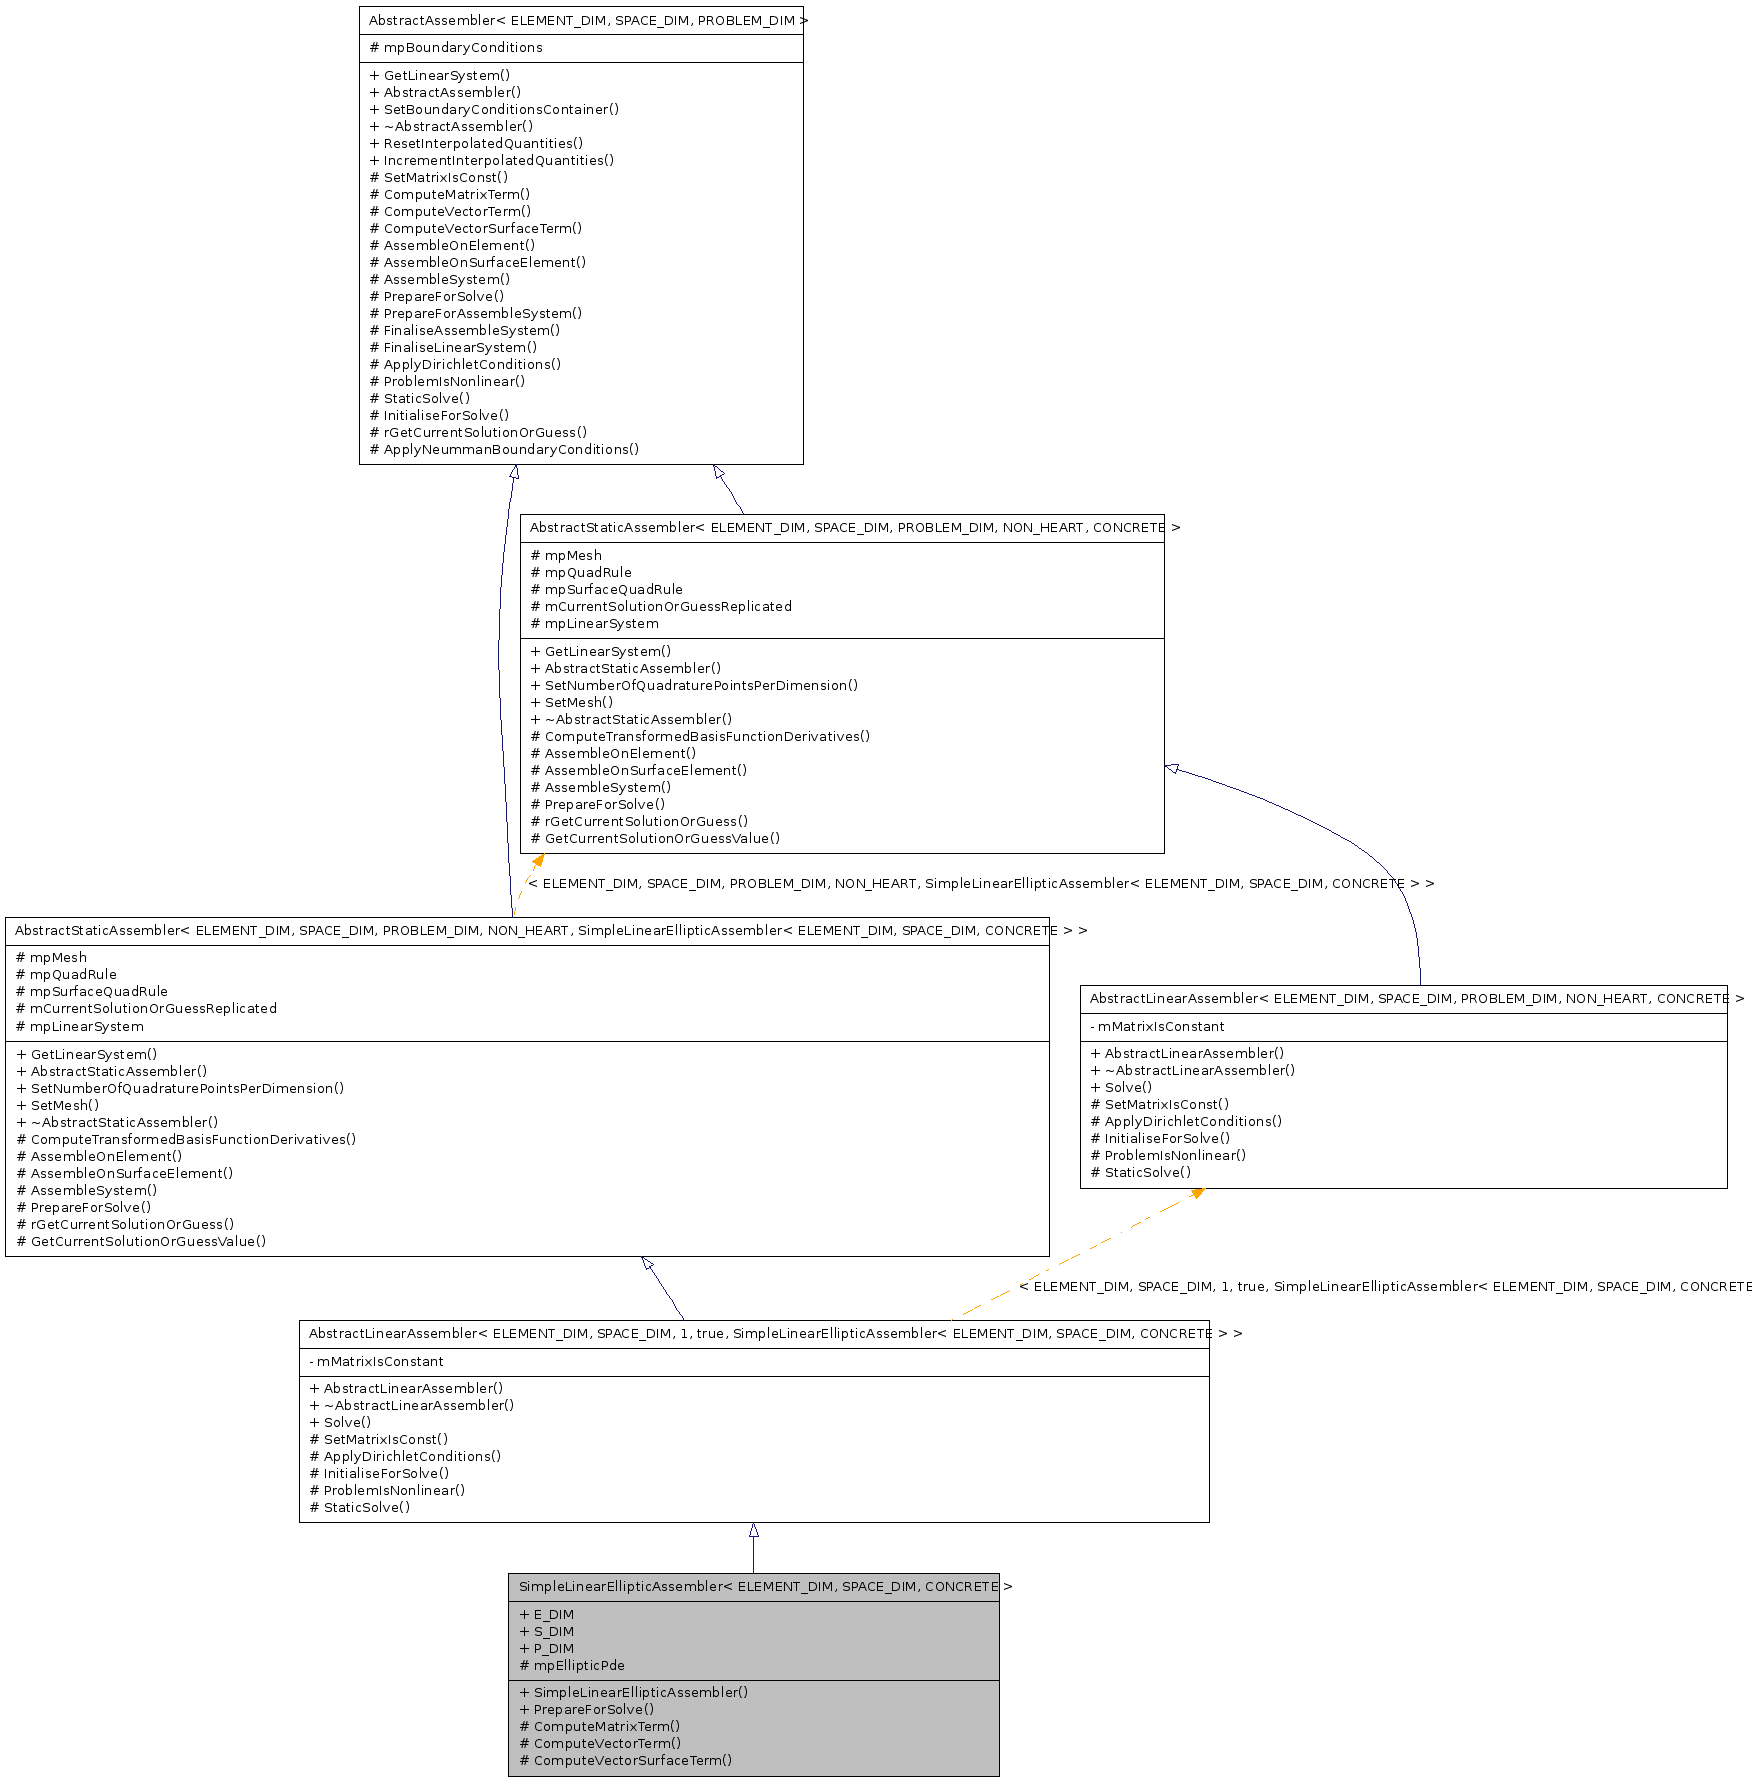 AbstractAssembler< ELEMENT_DIM, SPACE_DIM, PROBLEM_DIM >
# mpBoundaryConditions
+ GetLinearSystem()
+ AbstractAssembler()
+ SetBoundaryConditionsContainer()
+ ~AbstractAssembler()
+ ResetInterpolatedQuantities()
+ IncrementInterpolatedQuantities()
# SetMatrixIsConst()
# ComputeMatrixTerm()
# ComputeVectorTerm()
# ComputeVectorSurfaceTerm()
# AssembleOnElement()
# AssembleOnSurfaceElement()
# AssembleSystem()
# PrepareForSolve()
# PrepareForAssembleSystem()
# FinaliseAssembleSystem()
# FinaliseLinearSystem()
# ApplyDirichletConditions()
# ProblemIsNonlinear()
# StaticSolve()
# InitialiseForSolve()
# rGetCurrentSolutionOrGuess()
# ApplyNeummanBoundaryConditions()
AbstractStaticAssembler< ELEMENT_DIM, SPACE_DIM, PROBLEM_DIM, NON_HEART, CONCRETE >
# mpMesh
# mpQuadRule
# mpSurfaceQuadRule
# mCurrentSolutionOrGuessReplicated
# mpLinearSystem
+ GetLinearSystem()
+ AbstractStaticAssembler()
+ SetNumberOfQuadraturePointsPerDimension()
+ SetMesh()
+ ~AbstractStaticAssembler()
# ComputeTransformedBasisFunctionDerivatives()
# AssembleOnElement()
# AssembleOnSurfaceElement()
# AssembleSystem()
# PrepareForSolve()
# rGetCurrentSolutionOrGuess()
# GetCurrentSolutionOrGuessValue()
< ELEMENT_DIM, SPACE_DIM, PROBLEM_DIM, NON_HEART, SimpleLinearEllipticAssembler< ELEMENT_DIM, SPACE_DIM, CONCRETE > >
AbstractStaticAssembler< ELEMENT_DIM, SPACE_DIM, PROBLEM_DIM, NON_HEART, SimpleLinearEllipticAssembler< ELEMENT_DIM, SPACE_DIM, CONCRETE > >
# mpMesh
# mpQuadRule
# mpSurfaceQuadRule
# mCurrentSolutionOrGuessReplicated
# mpLinearSystem
+ GetLinearSystem()
+ AbstractStaticAssembler()
+ SetNumberOfQuadraturePointsPerDimension()
+ SetMesh()
+ ~AbstractStaticAssembler()
# ComputeTransformedBasisFunctionDerivatives()
# AssembleOnElement()
# AssembleOnSurfaceElement()
# AssembleSystem()
# PrepareForSolve()
# rGetCurrentSolutionOrGuess()
# GetCurrentSolutionOrGuessValue()
AbstractLinearAssembler< ELEMENT_DIM, SPACE_DIM, PROBLEM_DIM, NON_HEART, CONCRETE >
- mMatrixIsConstant
+ AbstractLinearAssembler()
+ ~AbstractLinearAssembler()
+ Solve()
# SetMatrixIsConst()
# ApplyDirichletConditions()
# InitialiseForSolve()
# ProblemIsNonlinear()
# StaticSolve()
< ELEMENT_DIM, SPACE_DIM, 1, true, SimpleLinearEllipticAssembler< ELEMENT_DIM, SPACE_DIM, CONCRETE
AbstractLinearAssembler< ELEMENT_DIM, SPACE_DIM, 1, true, SimpleLinearEllipticAssembler< ELEMENT_DIM, SPACE_DIM, CONCRETE > >
- mMatrixIsConstant
+ AbstractLinearAssembler()
+ ~AbstractLinearAssembler()
+ Solve()
# SetMatrixIsConst()
# ApplyDirichletConditions()
# InitialiseForSolve()
# ProblemIsNonlinear()
# StaticSolve()
SimpleLinearEllipticAssembler< ELEMENT_DIM, SPACE_DIM, CONCRETE >
+ E_DIM
+ S_DIM
+ P_DIM
# mpEllipticPde
+ SimpleLinearEllipticAssembler()
+ PrepareForSolve()
# ComputeMatrixTerm()
# ComputeVectorTerm()
# ComputeVectorSurfaceTerm()